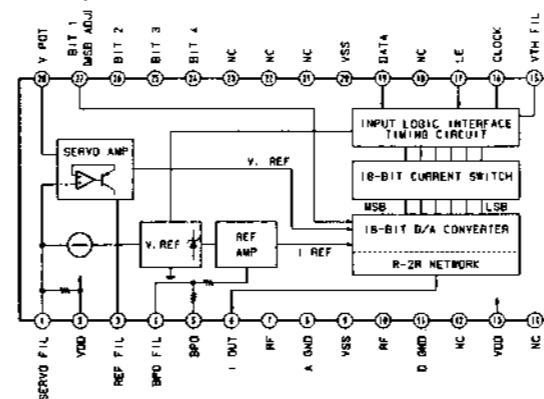 V POT
BIT 1
(MSB ADJ)
BIT 2
BIT 3
BIT 4
NC
NC
NC
VSS
DATA
NC
LE
CLOCK
VTH FIL
28
27
26
25
24
23
22
21
20
19
18
17
16
15
INPUT LOGIC INTERFACE
TIMING CIRCUIT
SERVO AMP
V. REF
18-BIT CURRENT SWITCH
MSB
LSB
V.REF
REF
AMP
I REF
18-BIT D/A CONVERTER
R-2R NETWORK
1
2
3
4
5
6
7
8
9
10
11
12
13
14
SERVO FIL
VDD
REF FIL
BPO FIL
BPO
I OUT
RF
A GND
VSS
RF
D GND
NC
VDD
NC